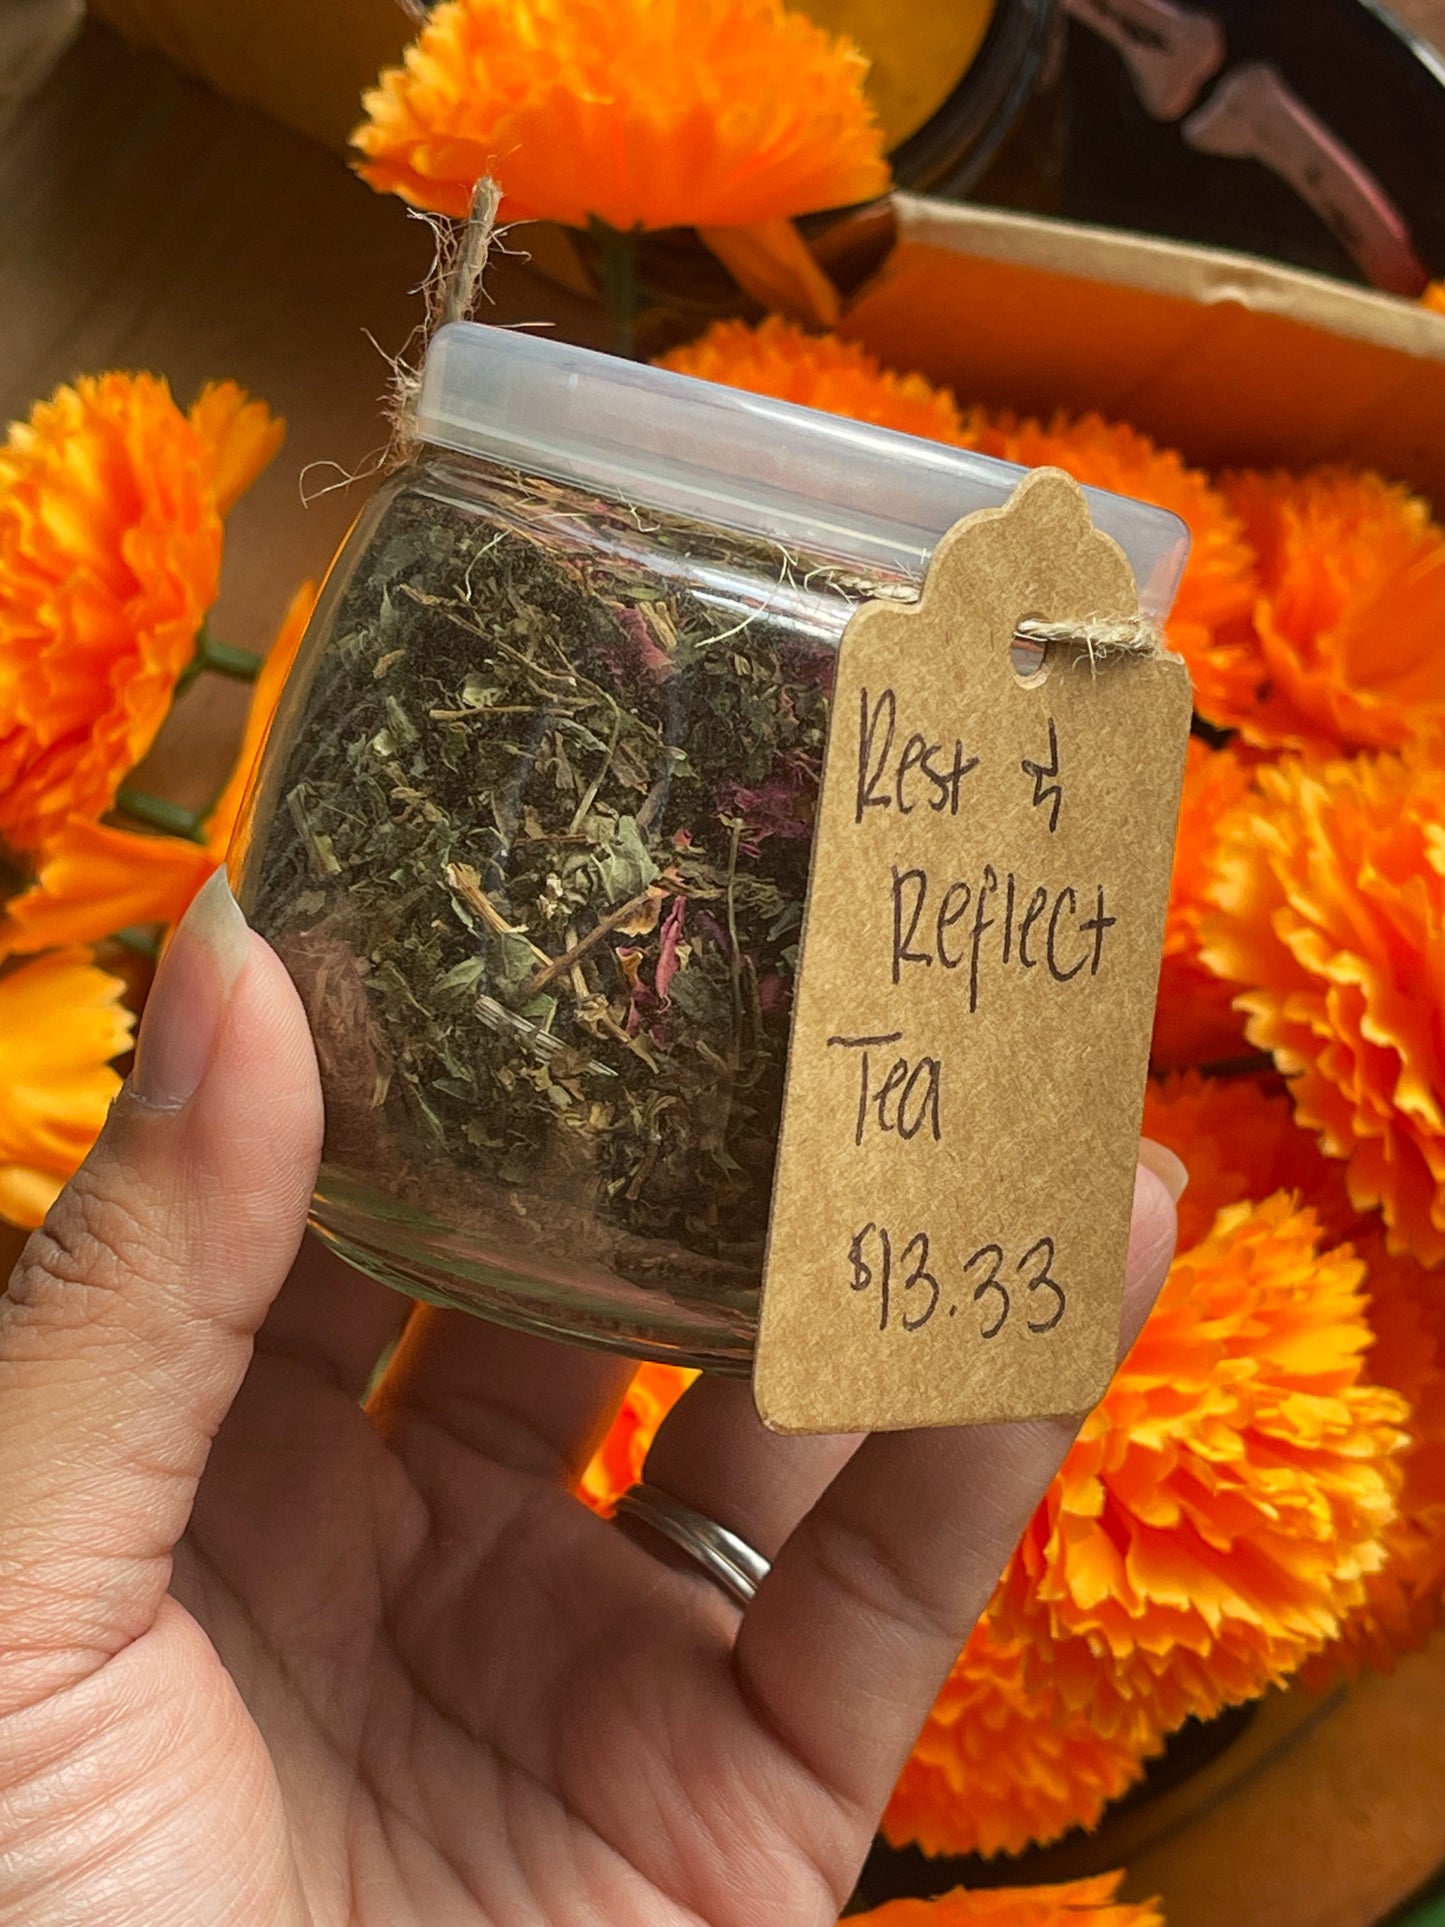 Rest &
Reflect
Tea
$13.33